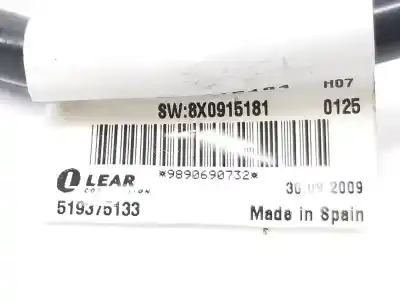 H07
SW:8X0915181 0125
*9890690732*
LEAR 30.09.2009
519375133 Made in Spain